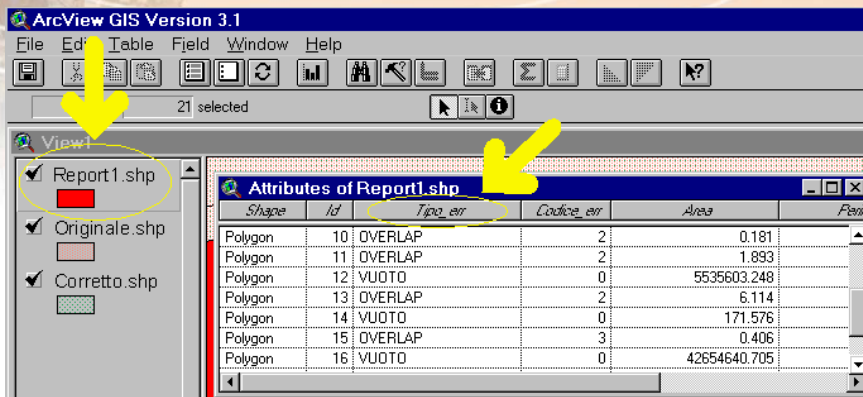 ArcView GIS Version 3.1
File Edit Table Field Window Help
21 selected
View1
Report1.shp
Originale.shp
Corretto.shp
Attributes of Report1.shp
Shape Id Tipo_err Codice_err Area
Polygon 10 OVERLAP 2 0.181
Polygon 11 OVERLAP 2 1.893
Polygon 12 VUOTO 0 5535603.248
Polygon 13 OVERLAP 2 6.114
Polygon 14 VUOTO 0 171.576
Polygon 15 OVERLAP 3 0.406
Polygon 16 VUOTO 0 42654640.705